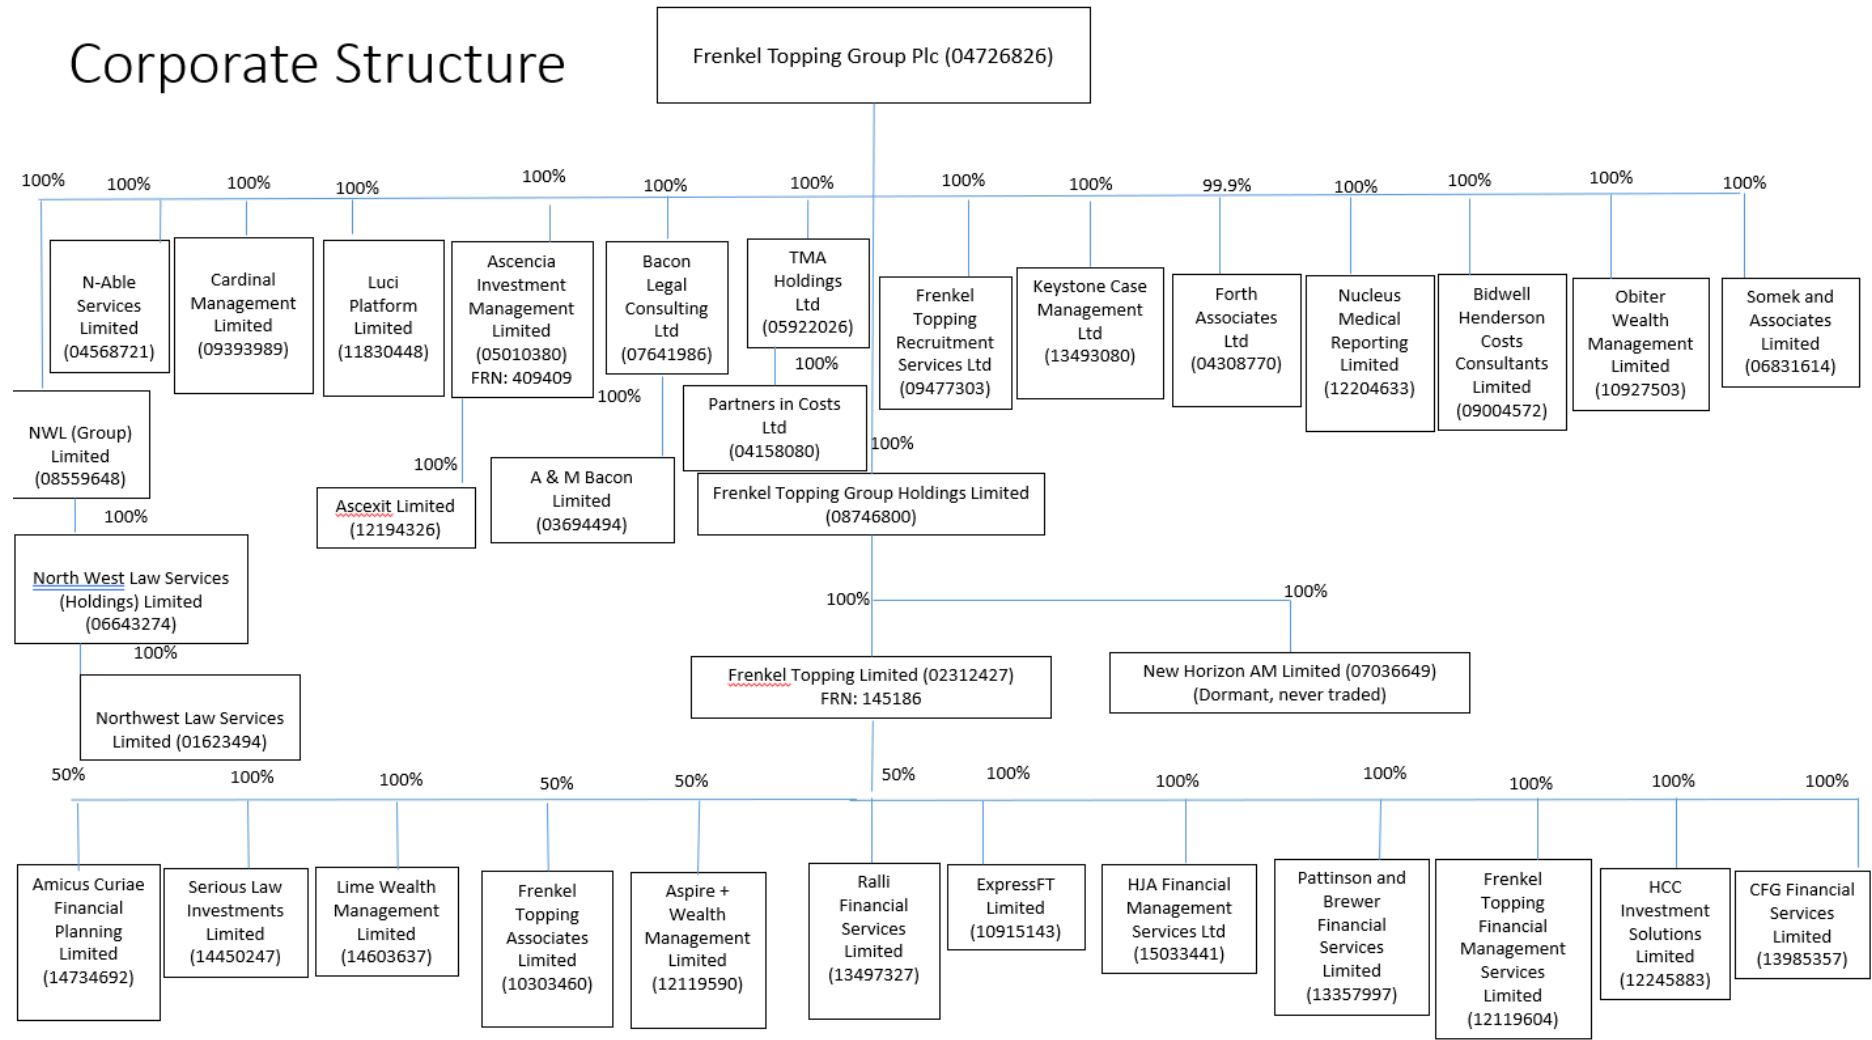 Corporate Structure
Frenkel Topping Group Plc (04726826)
100%
100%
100%
100%
100%
100%
100%
100%
100%
99.9%
100%
100%
100%
100%
N-Able
Services
Limited
(04568721)
Cardinal
Management
Limited
(09393989)
Luci
Platform
Limited
(11830448)
Ascencia
Investment
Management
Limited
(05010380)
FRN: 409409
Bacon
Legal
Consulting
Ltd
(07641986)
TMA
Holdings
Ltd
(05922026)
Frenkel
Topping
Recruitment
Services Ltd
(09477303)
Keystone Case
Management
Ltd
(13493080)
Forth
Associates
Ltd
(04308770)
Nucleus
Medical
Reporting
Limited
(12204633)
Bidwell
Henderson
Costs
Consultants
Limited
(09004572)
Obiter
Wealth
Management
Limited
(10927503)
Somek and
Associates
Limited
(06831614)
100%
100%
Partners in Costs
Ltd
(04158080)
NWL (Group)
Limited
(08559648)
100%
100%
A & M Bacon
Limited
(03694494)
Ascexit Limited
(12194326)
Frenkel Topping Group Holdings Limited
(08746800)
100%
North West Law Services
(Holdings) Limited
(06643274)
100%
100%
100%
Frenkel Topping Limited (02312427)
FRN: 145186
New Horizon AM Limited (07036649)
(Dormant, never traded)
Northwest Law Services
Limited (01623494)
50%
100%
100%
50%
50%
50%
100%
100%
100%
100%
100%
100%
Amicus Curiae
Financial
Planning
Limited
(14734692)
Serious Law
Investments
Limited
(14450247)
Lime Wealth
Management
Limited
(14603637)
Frenkel
Topping
Associates
Limited
(10303460)
Aspire +
Wealth
Management
Limited
(12119590)
Ralli
Financial
Services
Limited
(13497327)
ExpressFT
Limited
(10915143)
HJA Financial
Management
Services Ltd
(15033441)
Pattinson and
Brewer
Financial
Services
Limited
(13357997)
Frenkel
Topping
Financial
Management
Services
Limited
(12119604)
HCC
Investment
Solutions
Limited
(12245883)
CFG Financial
Services
Limited
(13985357)